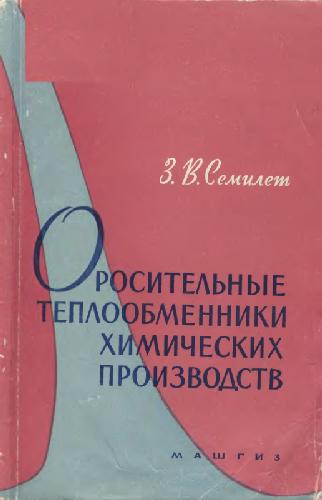 З. В. Семилет
ОРОСИТЕЛЬНЫЕ
ТЕПЛООБМЕННИКИ
ХИМИЧЕСКИХ
ПРОИЗВОДСТВ
МАШГИЗ